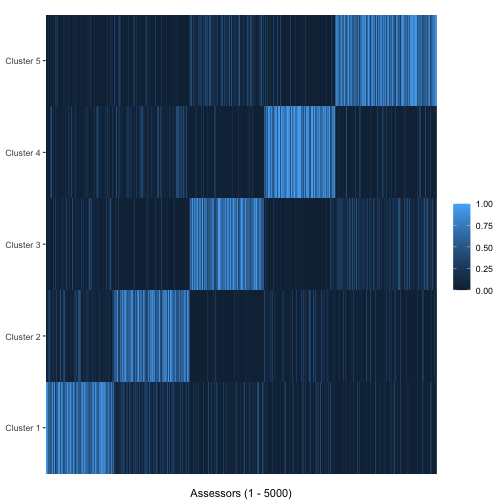 Cluster 5
Cluster 4
Cluster 3
Cluster 2
Cluster 1
1.00
0.75
0.50
0.25
0.00
Assessors (1 - 5000)